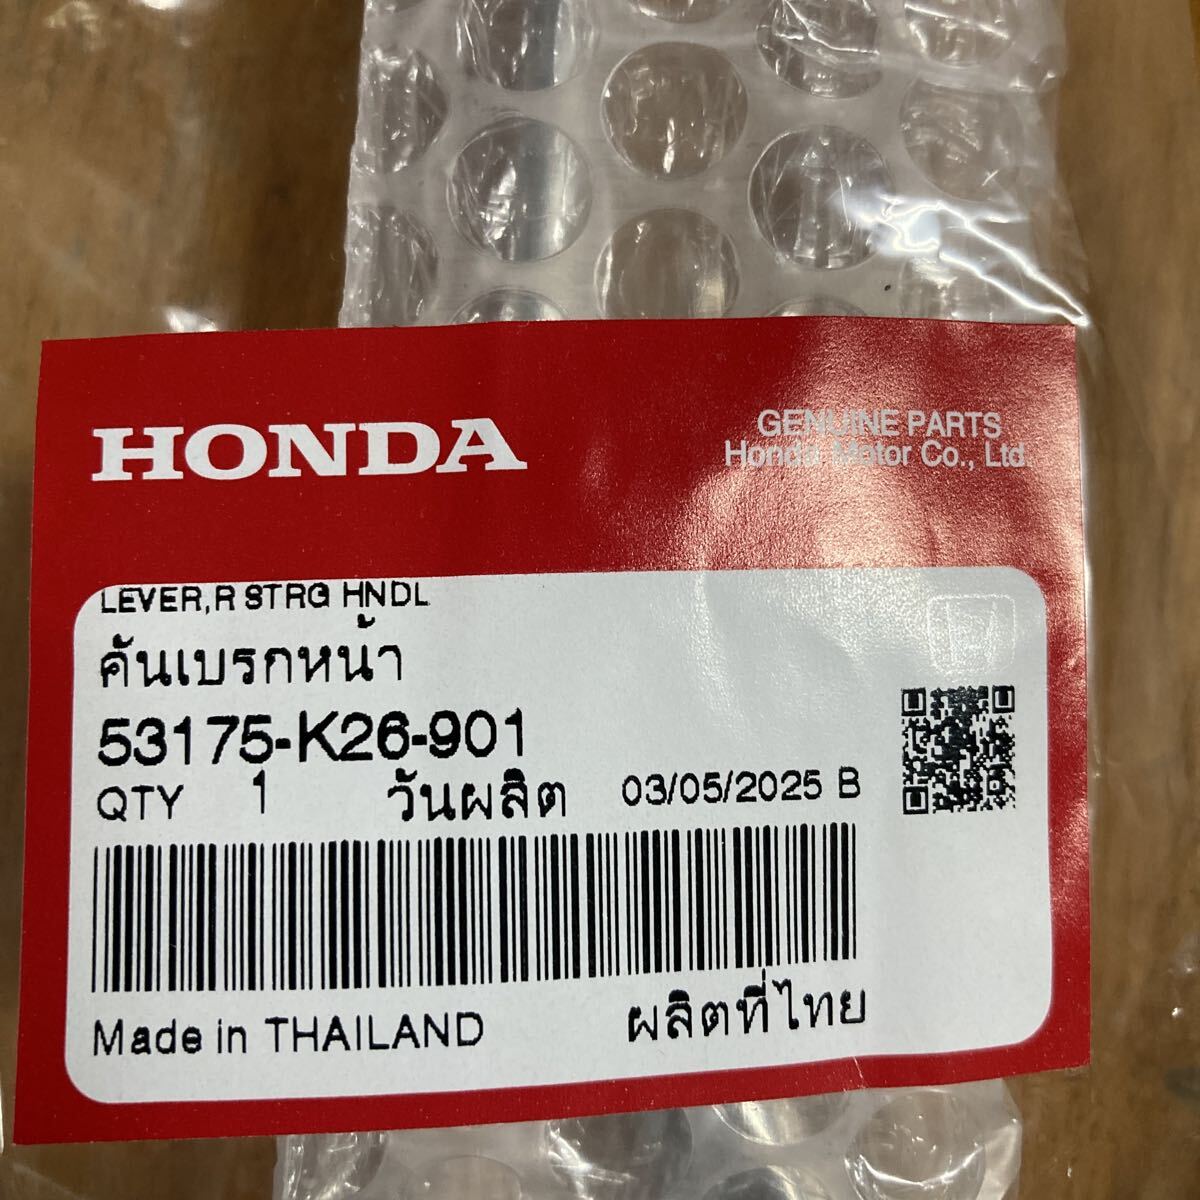 HONDA
GENUINE PARTS
Honda Motor Co., Ltd.
LEVER,R STRG HNDL
คันเบรกหน้า
53175-K26-901
QTY 1 วันผลิต 03/05/2025 B
Made in THAILAND ผลิตที่ไทย